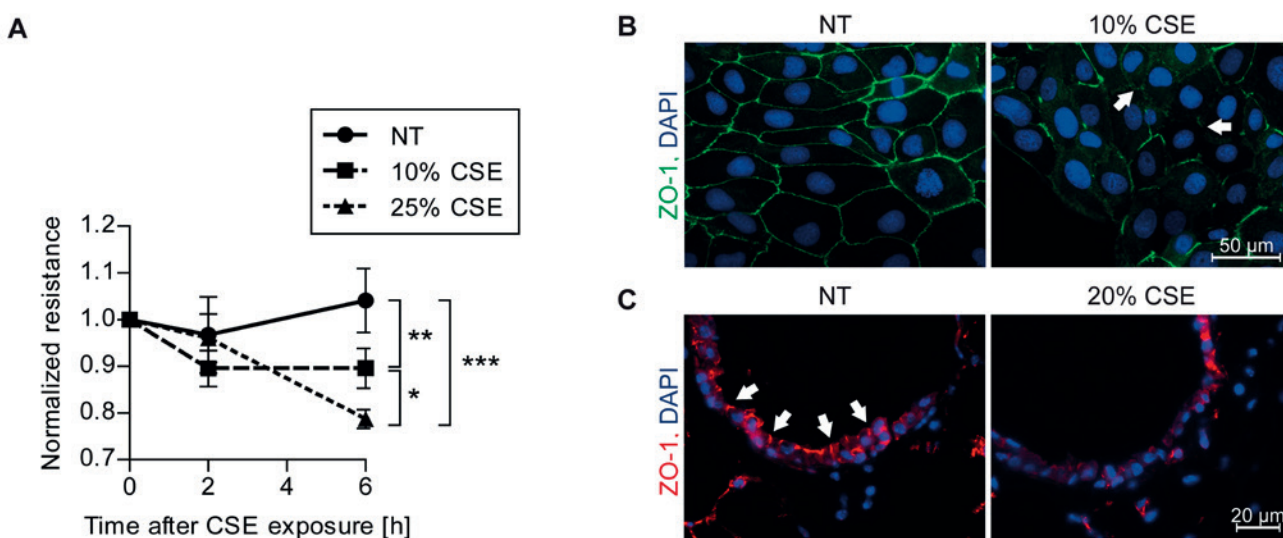 A
NT
10% CSE
25% CSE
1.2
1.1
1.0
0.9
0.8
0.7
0
2
4
6
**
*
***
Normalized resistance
Time after CSE exposure [h]
B
NT
10% CSE
ZO-1, DAPI
50 µm
C
NT
20% CSE
ZO-1, DAPI
20 µm